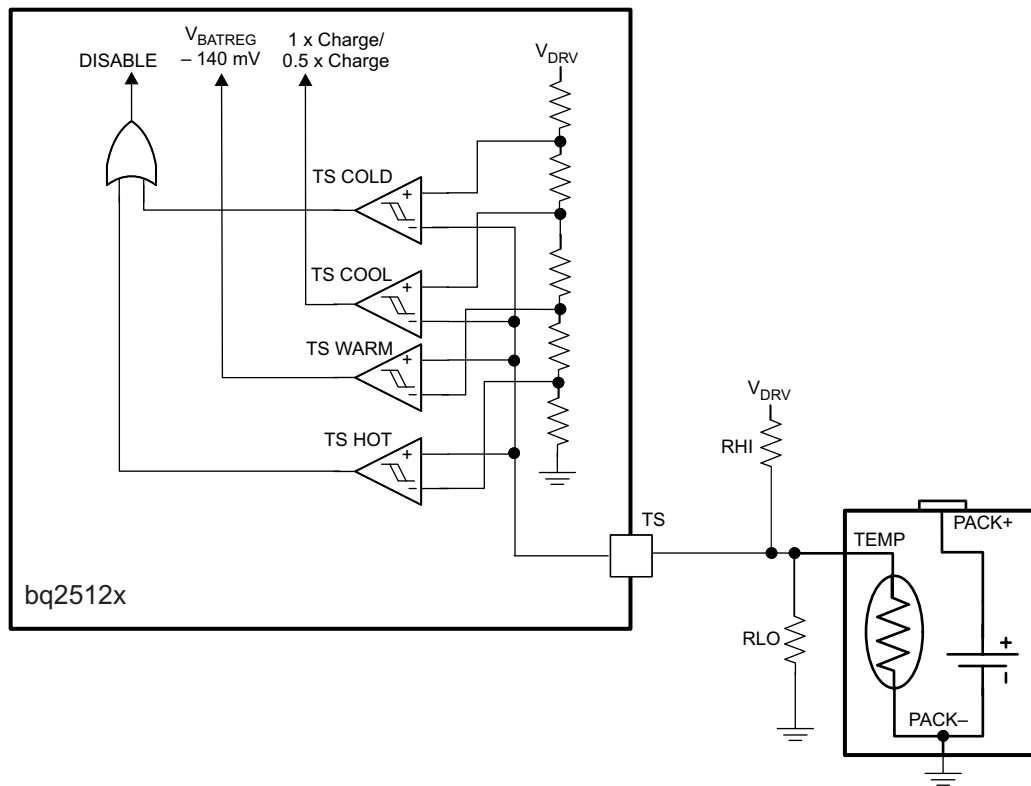 DISABLE
V_BATREG
– 140 mV
1 x Charge/
0.5 x Charge
V_DRV
TS COLD
+
−
TS COOL
+
−
TS WARM
+
−
TS HOT
+
−
TS
bq2512x
V_DRV
RHI
RLO
TEMP
PACK+
+
−
PACK–